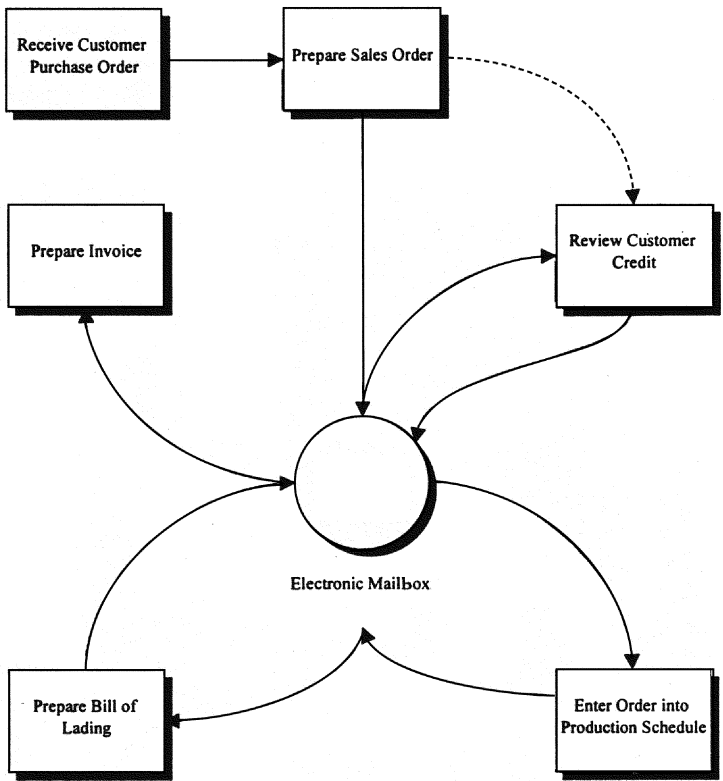 Receive Customer
Purchase Order
Prepare Sales Order
Prepare Invoice
Review Customer
Credit
Electronic Mailbox
Prepare Bill of
Lading
Enter Order into
Production Schedule